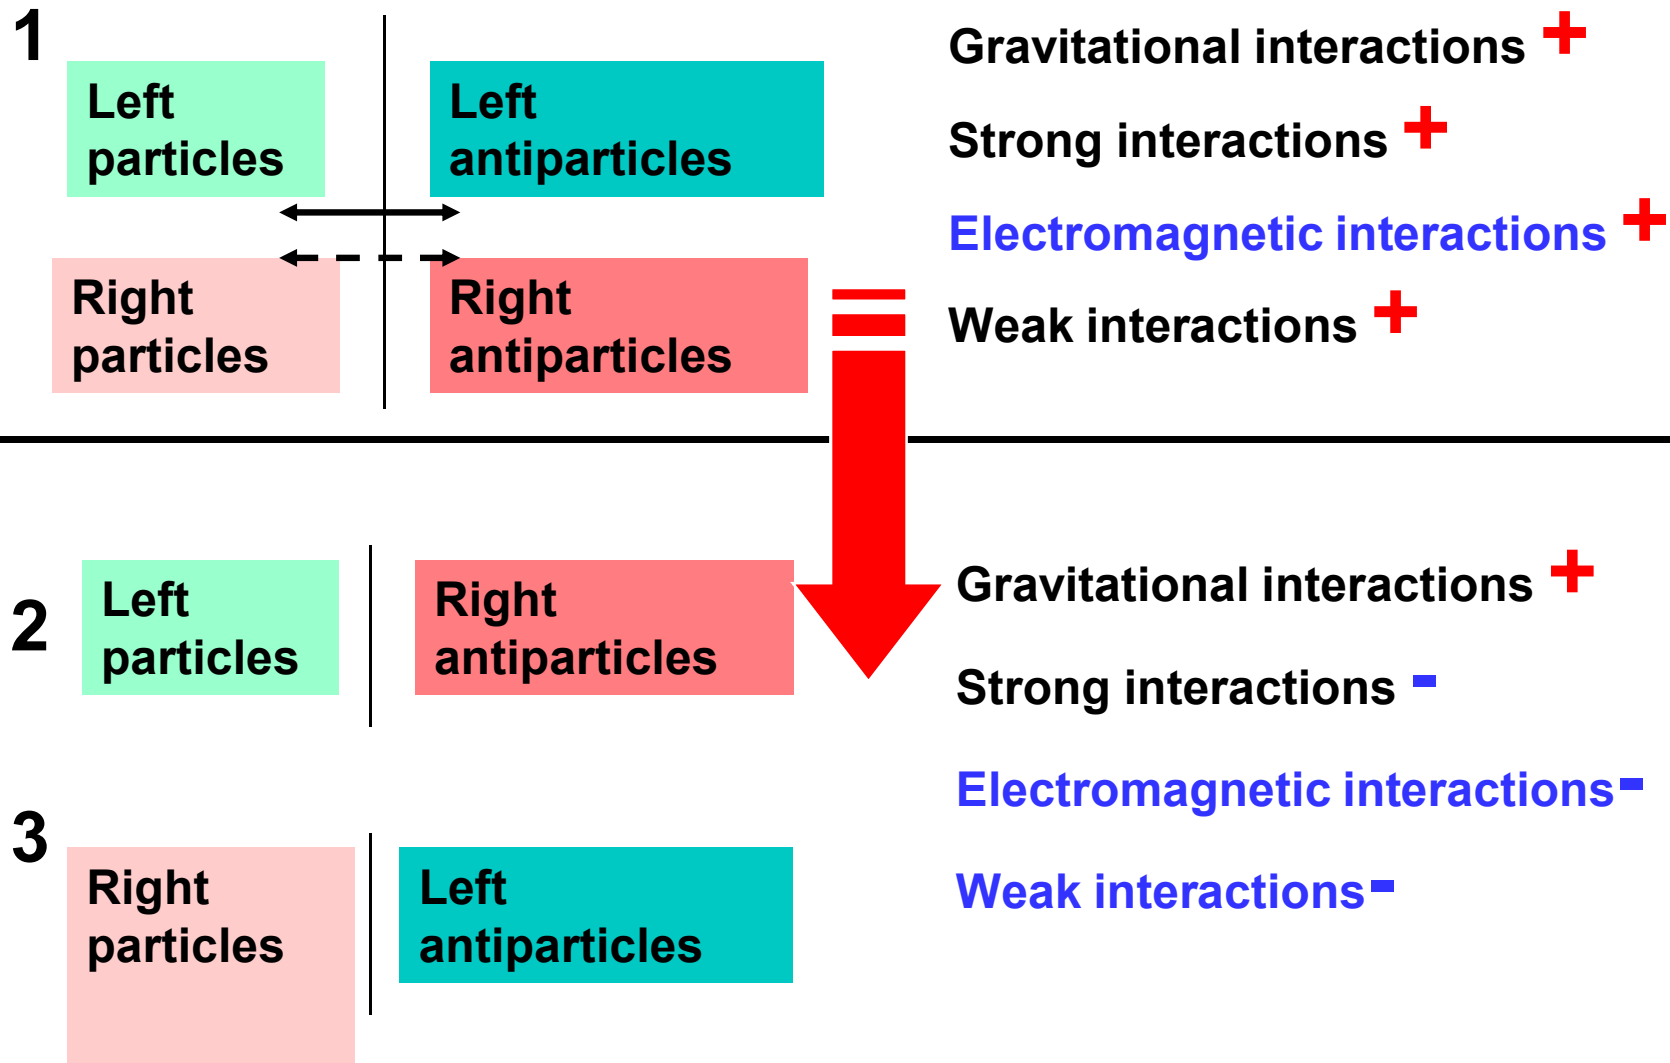 1
Left
particles
Left
antiparticles
Right
particles
Right
antiparticles
Gravitational interactions +
Strong interactions +
Electromagnetic interactions +
Weak interactions +
2
Left
particles
Right
antiparticles
3
Right
particles
Left
antiparticles
Gravitational interactions +
Strong interactions -
Electromagnetic interactions-
Weak interactions-